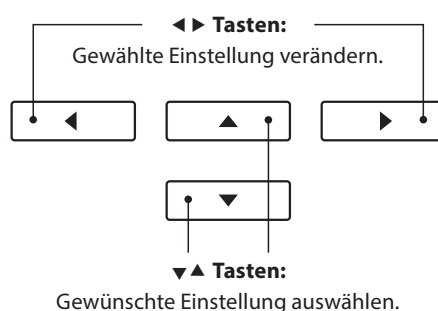 ◀ ▶ Tasten:
Gewählte Einstellung verändern.
◀ ▲ ▶
▼
▼ ▲ Tasten:
Gewünschte Einstellung auswählen.